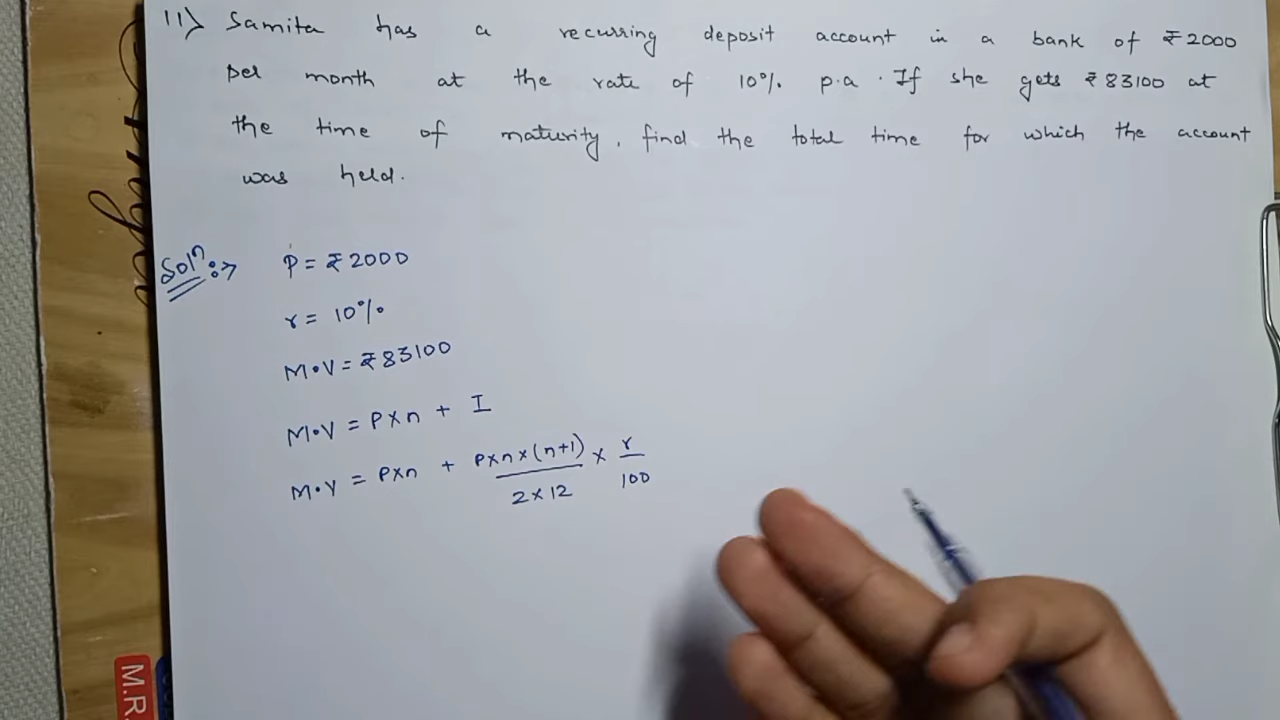 11) Samita has a recurring deposit account in a bank of ₹2000
per month at the rate of 10% p.a. If she gets ₹83100 at
the time of maturity, find the total time for which the account
was held.
Solⁿ:→ P = ₹2000
r = 10%
M.V = ₹83100
M.V = P×n + I
M.V = P×n + P×n×(n+1)/2×12 × r/100
M.R.